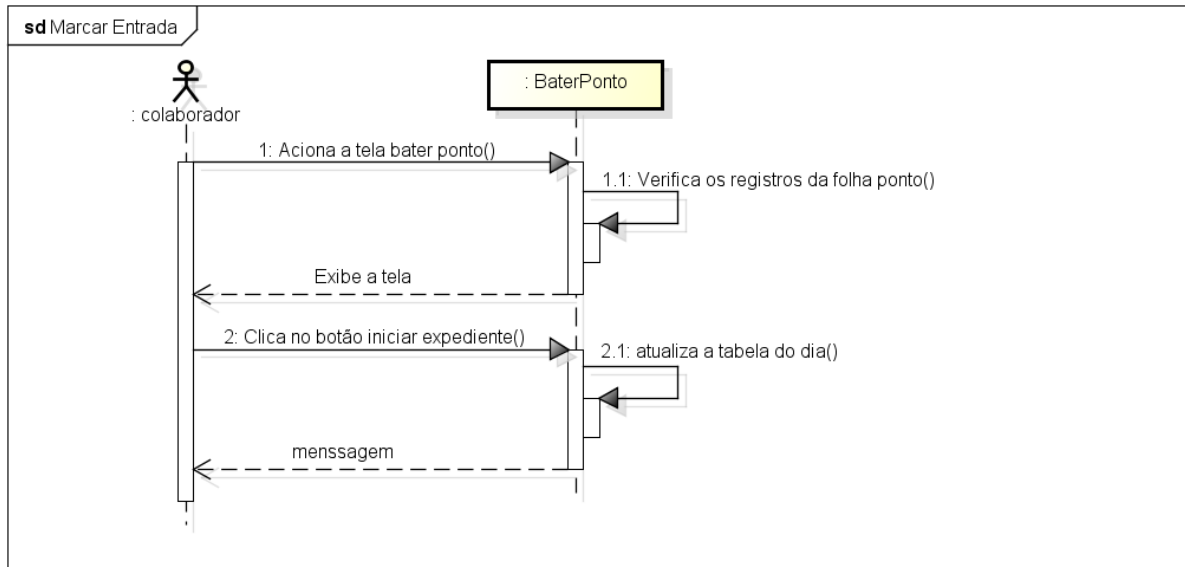 sd Marcar Entrada
: colaborador
: BaterPonto
1: Aciona a tela bater ponto()
1.1: Verifica os registros da folha ponto()
Exibe a tela
2: Clica no botão iniciar expediente()
2.1: atualiza a tabela do dia()
menssagem